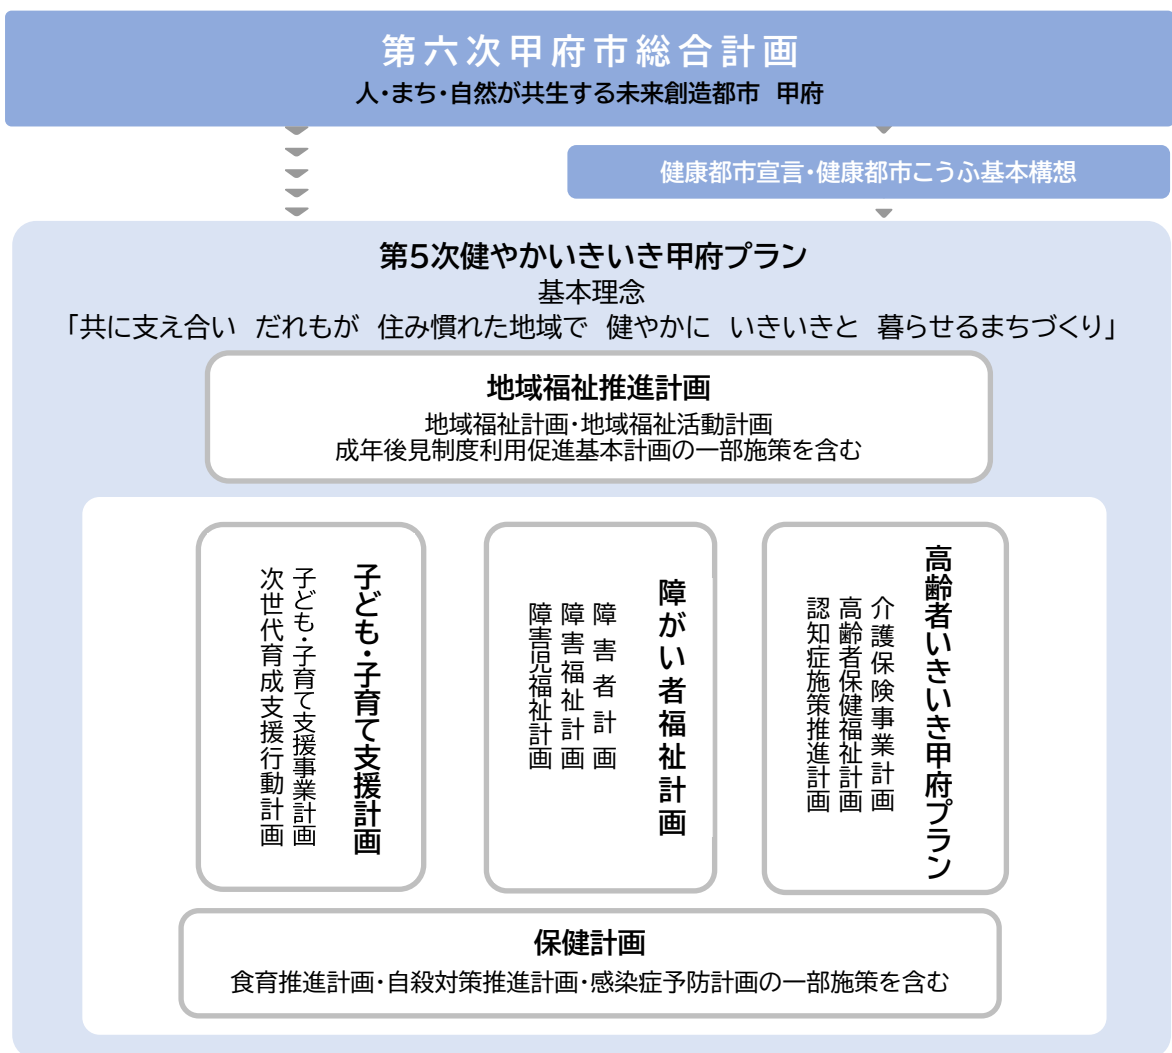 第六次甲府市総合計画
人・まち・自然が共生する未来創造都市　甲府
健康都市宣言・健康都市こうふ基本構想
第5次健やかいきいき甲府プラン
基本理念
「共に支え合い　だれもが　住み慣れた地域で　健やかに　いきいきと　暮らせるまちづくり」
地域福祉推進計画
地域福祉計画・地域福祉活動計画
成年後見制度利用促進基本計画の一部施策を含む
高齢者いきいき甲府プラン
介護保険事業計画
高齢者保健福祉計画
認知症施策推進計画
障がい者福祉計画
障害者計画
障害福祉計画
障害児福祉計画
子ども・子育て支援計画
子ども・子育て支援事業計画
次世代育成支援行動計画
保健計画
食育推進計画・自殺対策推進計画・感染症予防計画の一部施策を含む